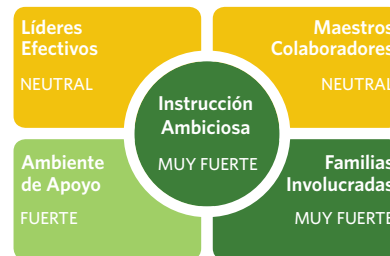 Líderes
Efectivos
NEUTRAL
Maestros
Colaboradores
NEUTRAL
Instrucción
Ambiciosa
MUY FUERTE
Ambiente
de Apoyo
FUERTE
Familias
Involucradas
MUY FUERTE